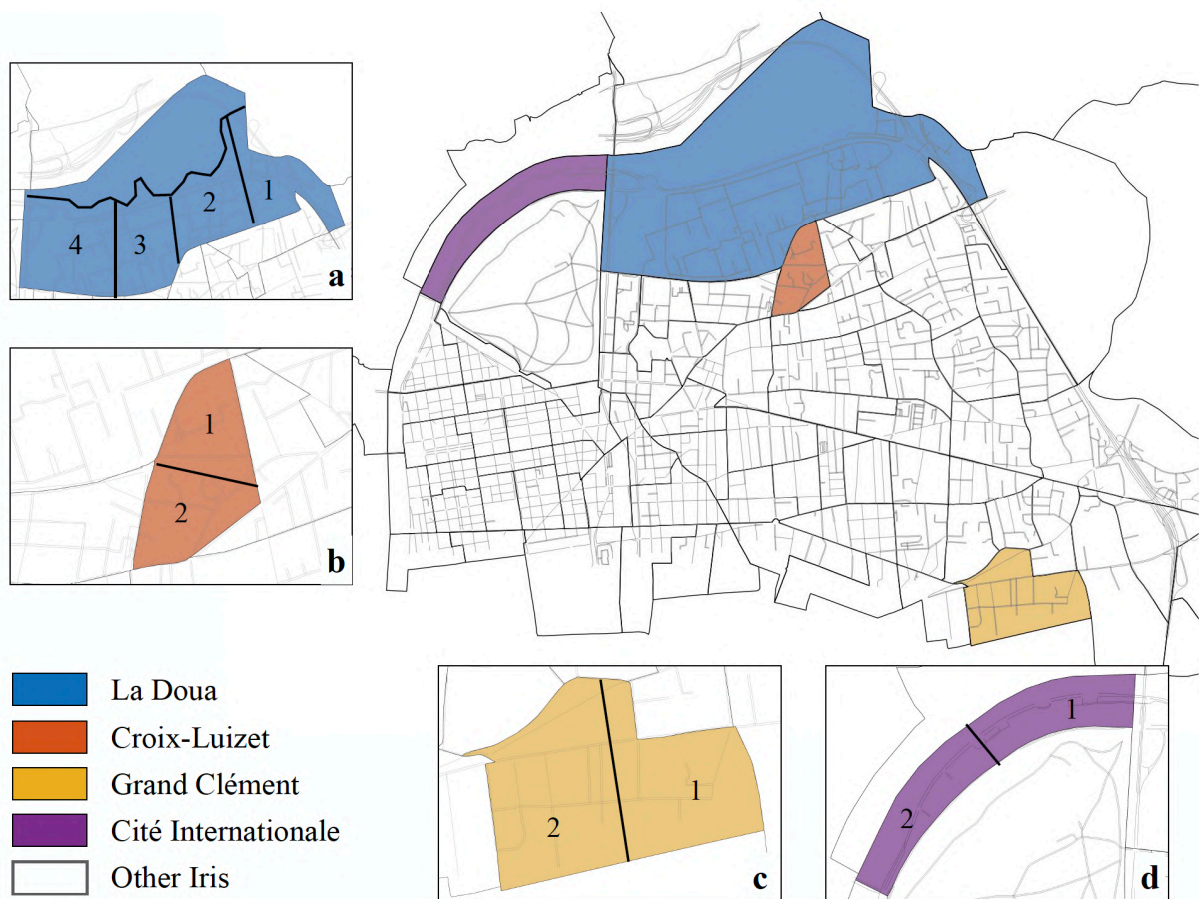 1
2
3
4
a
1
2
b
La Doua
Croix-Luizet
Grand Clément
Cité Internationale
Other Iris
1
2
c
1
2
d